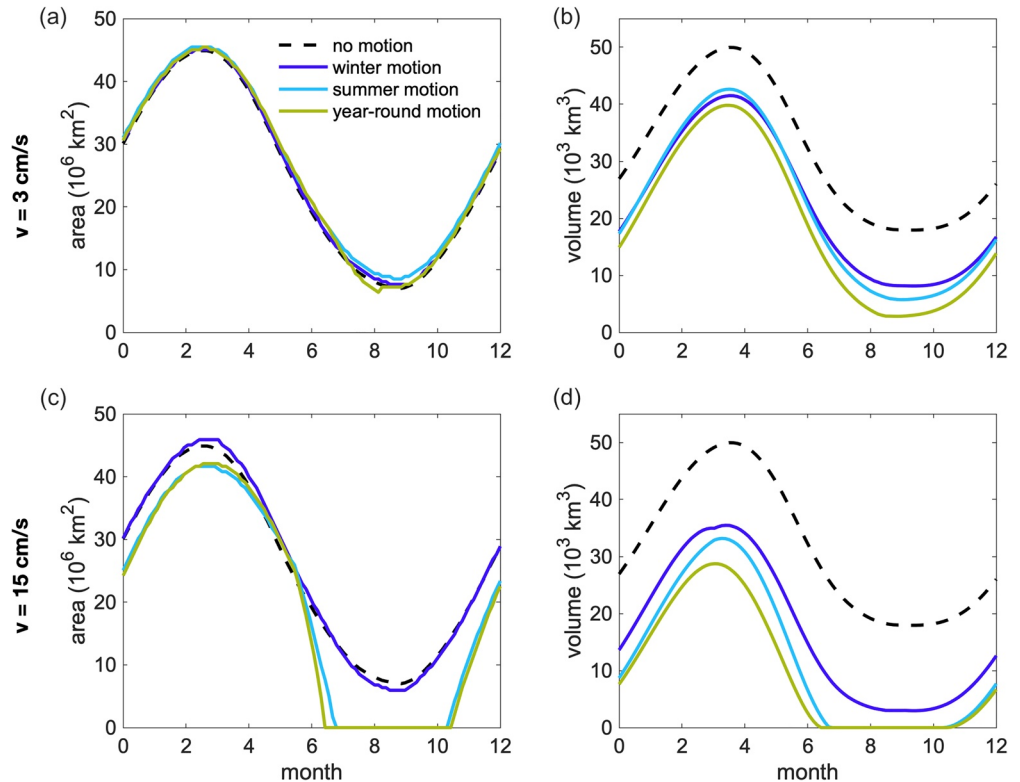 (a)
(b)
v = 3 cm/s
area (10⁶ km²)
50
40
30
20
10
0
0 2 4 6 8 10 12
no motion
winter motion
summer motion
year-round motion
volume (10³ km³)
50
40
30
20
10
0
0 2 4 6 8 10 12
(c)
(d)
v = 15 cm/s
area (10⁶ km²)
50
40
30
20
10
0
0 2 4 6 8 10 12
month
volume (10³ km³)
50
40
30
20
10
0
0 2 4 6 8 10 12
month